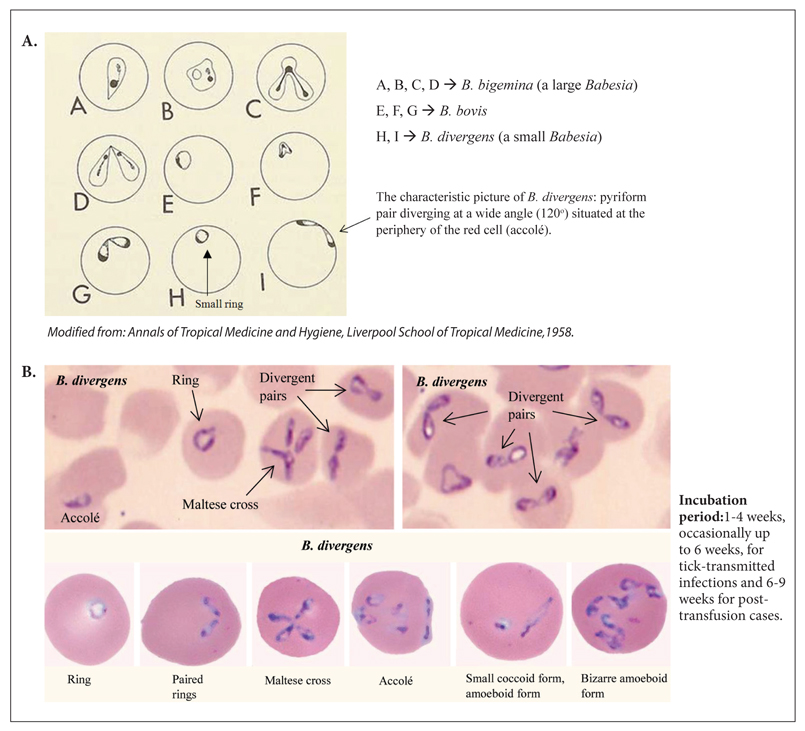 A.
A
B
C
D
E
F
G
H
I
Small ring
A, B, C, D → B. bigemina (a large Babesia)
E, F, G → B. bovis
H, I → B. divergens (a small Babesia)
The characteristic picture of B. divergens: pyriform
pair diverging at a wide angle (120°) situated at the
periphery of the red cell (accolé).
Modified from: Annals of Tropical Medicine and Hygiene, Liverpool School of Tropical Medicine,1958.
B.
B. divergens
Ring
Divergent
pairs
Maltese cross
Accolé
B. divergens
Divergent
pairs
B. divergens
Ring
Paired
rings
Maltese cross
Accolé
Small coccoid form,
amoeboid form
Bizarre amoeboid
form
Incubation
period:1-4 weeks,
occasionally up
to 6 weeks, for
tick-transmitted
infections and 6-9
weeks for post-
transfusion cases.